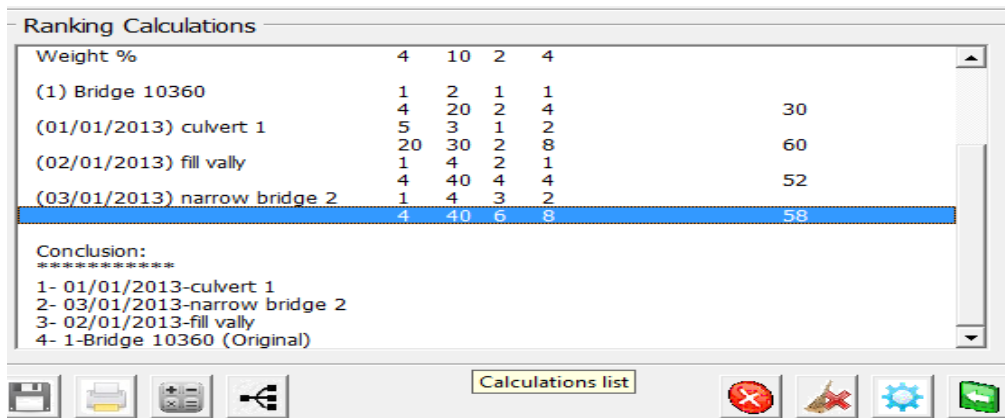 Ranking Calculations
Weight % 4 10 2 4
(1) Bridge 10360 1 2 1 1
4 20 2 4 30
(01/01/2013) culvert 1 5 3 1 2
20 30 2 8 60
(02/01/2013) fill vally 1 4 2 1
4 40 4 4 52
(03/01/2013) narrow bridge 2 1 4 3 2
4 40 6 8 58
Conclusion:
***********
1- 01/01/2013-culvert 1
2- 03/01/2013-narrow bridge 2
3- 02/01/2013-fill vally
4- 1-Bridge 10360 (Original)
Calculations list